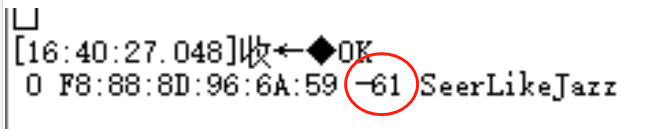 [16:40:27.048]收←◆OK
0 F8:88:8D:96:6A:59 -61 SeerLikeJazz